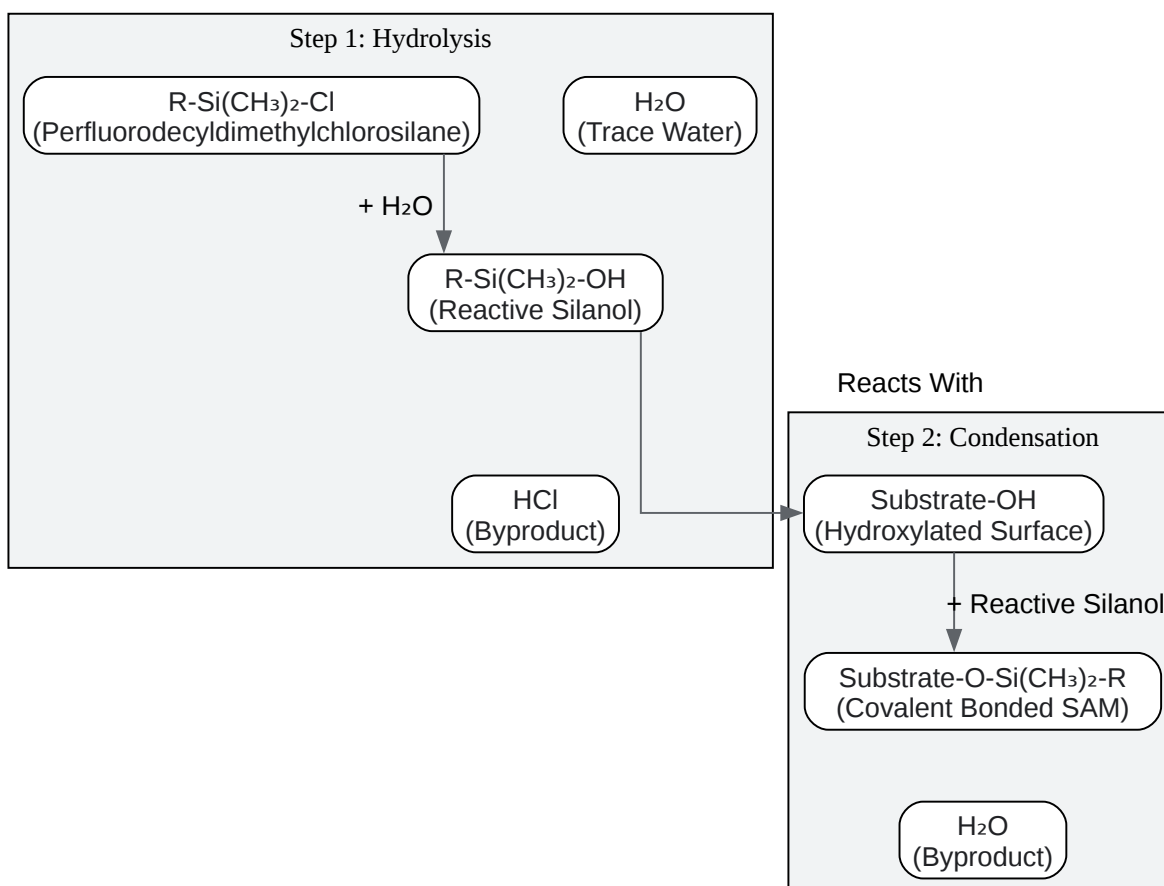 Step 1: Hydrolysis
R-Si(CH₃)₂-Cl
(Perfluorodecyldimethylchlorosilane)
H₂O
(Trace Water)
+ H₂O
R-Si(CH₃)₂-OH
(Reactive Silanol)
HCl
(Byproduct)
Reacts With
Step 2: Condensation
Substrate-OH
(Hydroxylated Surface)
+ Reactive Silanol
Substrate-O-Si(CH₃)₂-R
(Covalent Bonded SAM)
H₂O
(Byproduct)